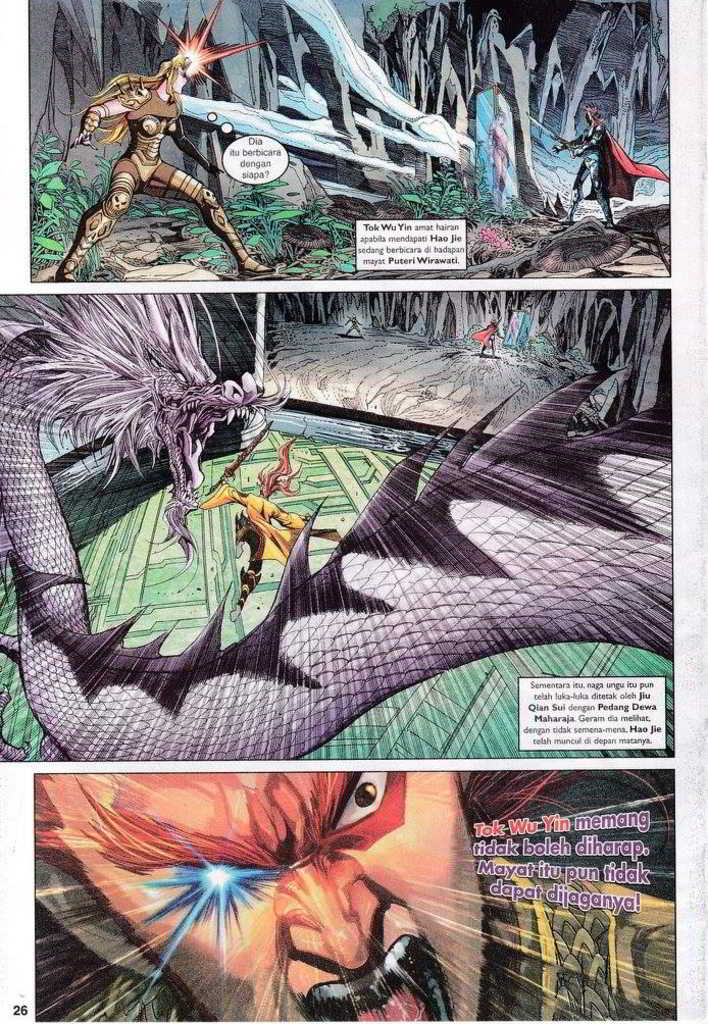 Dia
itu berbicara
dengan
siapa?
Tok Wu Yin amat hairan
apabila mendapati Hao Jie
sedang berbicara di hadapan
mayat Puteri Wirawati.
Sementara itu, naga ungu itu pun
telah luka-luka ditetak oleh Jiu
Qian Sui dengan Pedang Dewa
Maharaja. Geram dia melihat,
dengan tidak semena-mena, Hao Jie
telah muncul di depan matanya.
Tok Wu Yin memang
tidak boleh diharap.
Mayat itu pun tidak
dapat dijaganya!
26